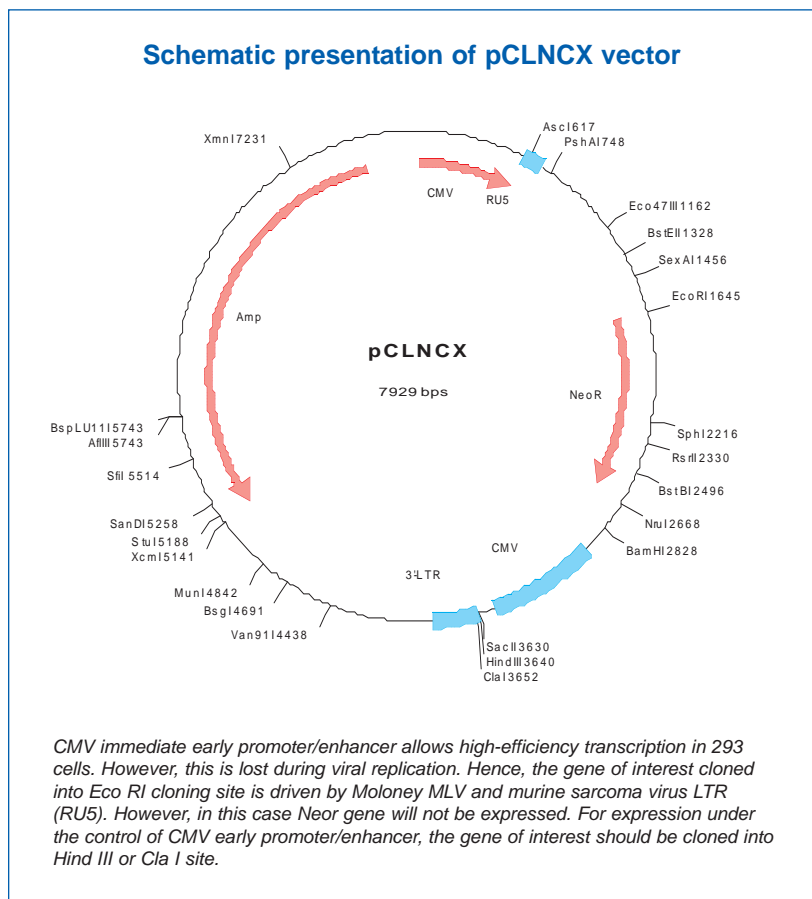 Schematic presentation of pCLNCX vector
AscI617
PshAI748
XmnI7231
CMV
RU5
Eco47III1162
BstEII1328
SexAI1456
EcoRI1645
Amp
pCLNCX
7929 bps
NeoR
BspLU11I5743
AflIII5743
SfiI 5514
SphI2216
RsrII2330
BstBI2496
SanDI5258
StuI5188
XcmI5141
NruI2668
BamHI2828
CMV
3'-LTR
MunI4842
BsgI4691
Van91I4438
SacII3630
HindIII3640
ClaI3652
CMV immediate early promoter/enhancer allows high-efficiency transcription in 293
cells. However, this is lost during viral replication. Hence, the gene of interest cloned
into Eco RI cloning site is driven by Moloney MLV and murine sarcoma virus LTR
(RU5). However, in this case Neor gene will not be expressed. For expression under
the control of CMV early promoter/enhancer, the gene of interest should be cloned into
Hind III or Cla I site.